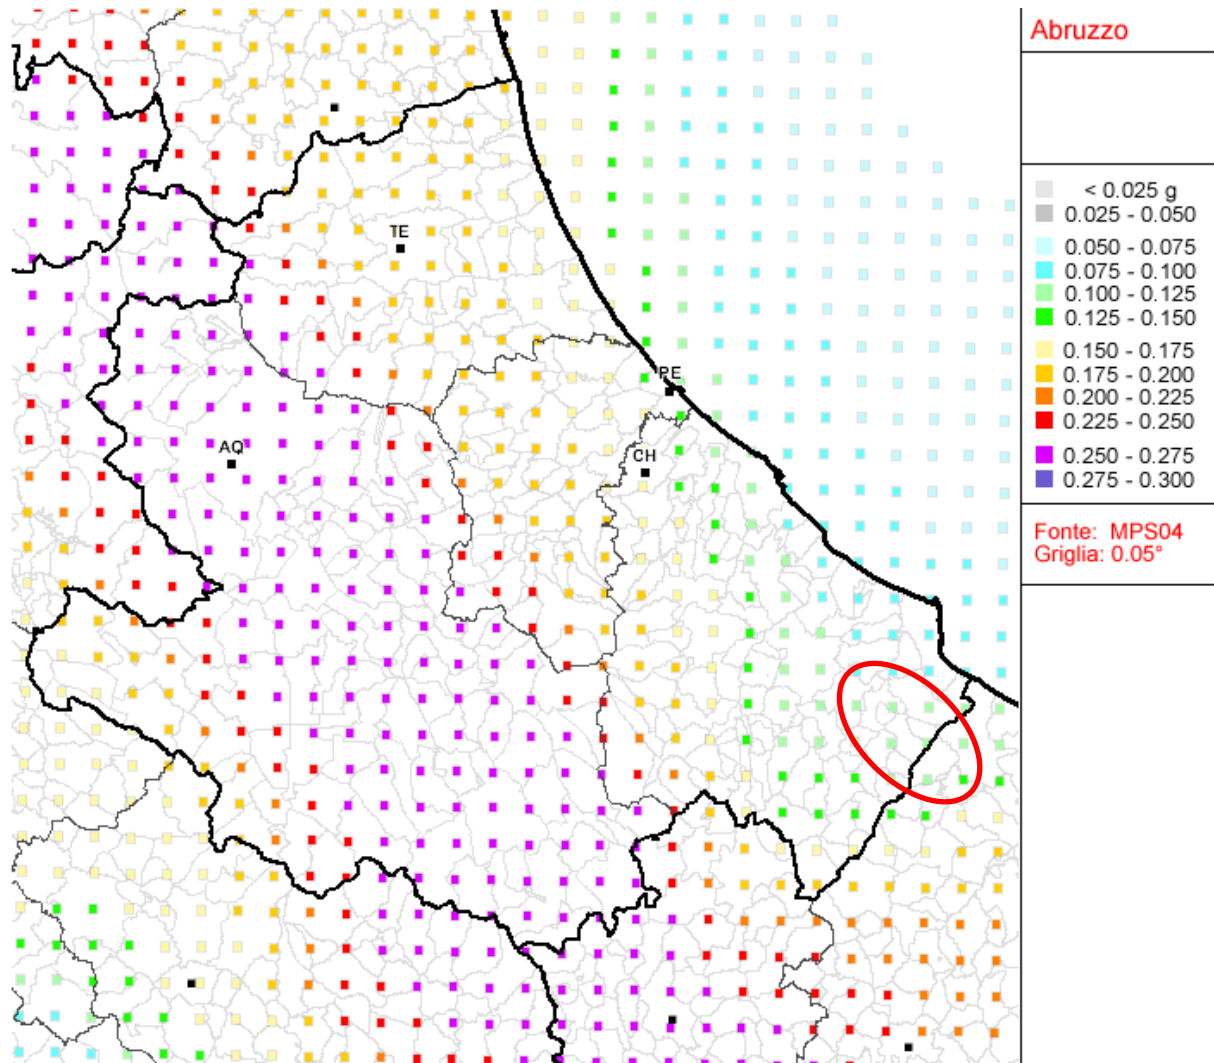 Abruzzo
< 0.025 g
0.025 - 0.050
0.050 - 0.075
0.075 - 0.100
0.100 - 0.125
0.125 - 0.150
0.150 - 0.175
0.175 - 0.200
0.200 - 0.225
0.225 - 0.250
0.250 - 0.275
0.275 - 0.300
Fonte: MPS04
Griglia: 0.05°
TE
PE
AQ
CH